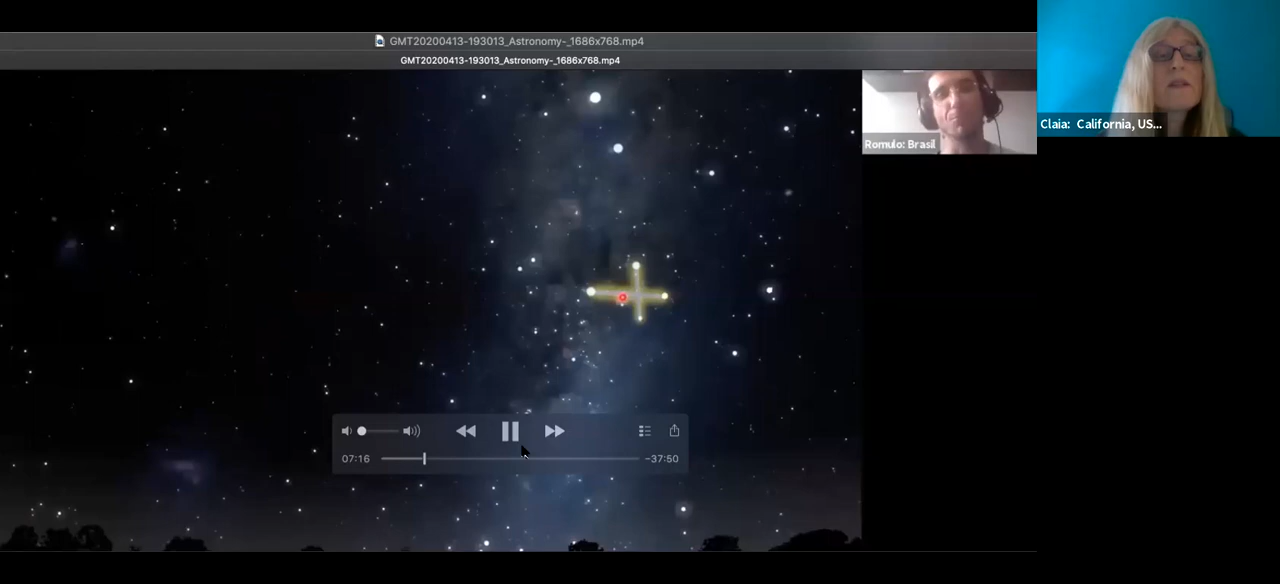 GMT20200413-193013_Astronomy-_1686x768.mp4
GMT20200413-193013_Astronomy-_1686x768.mp4
Claia: California, US...
Romulo: Brasil
07:16
-37:50